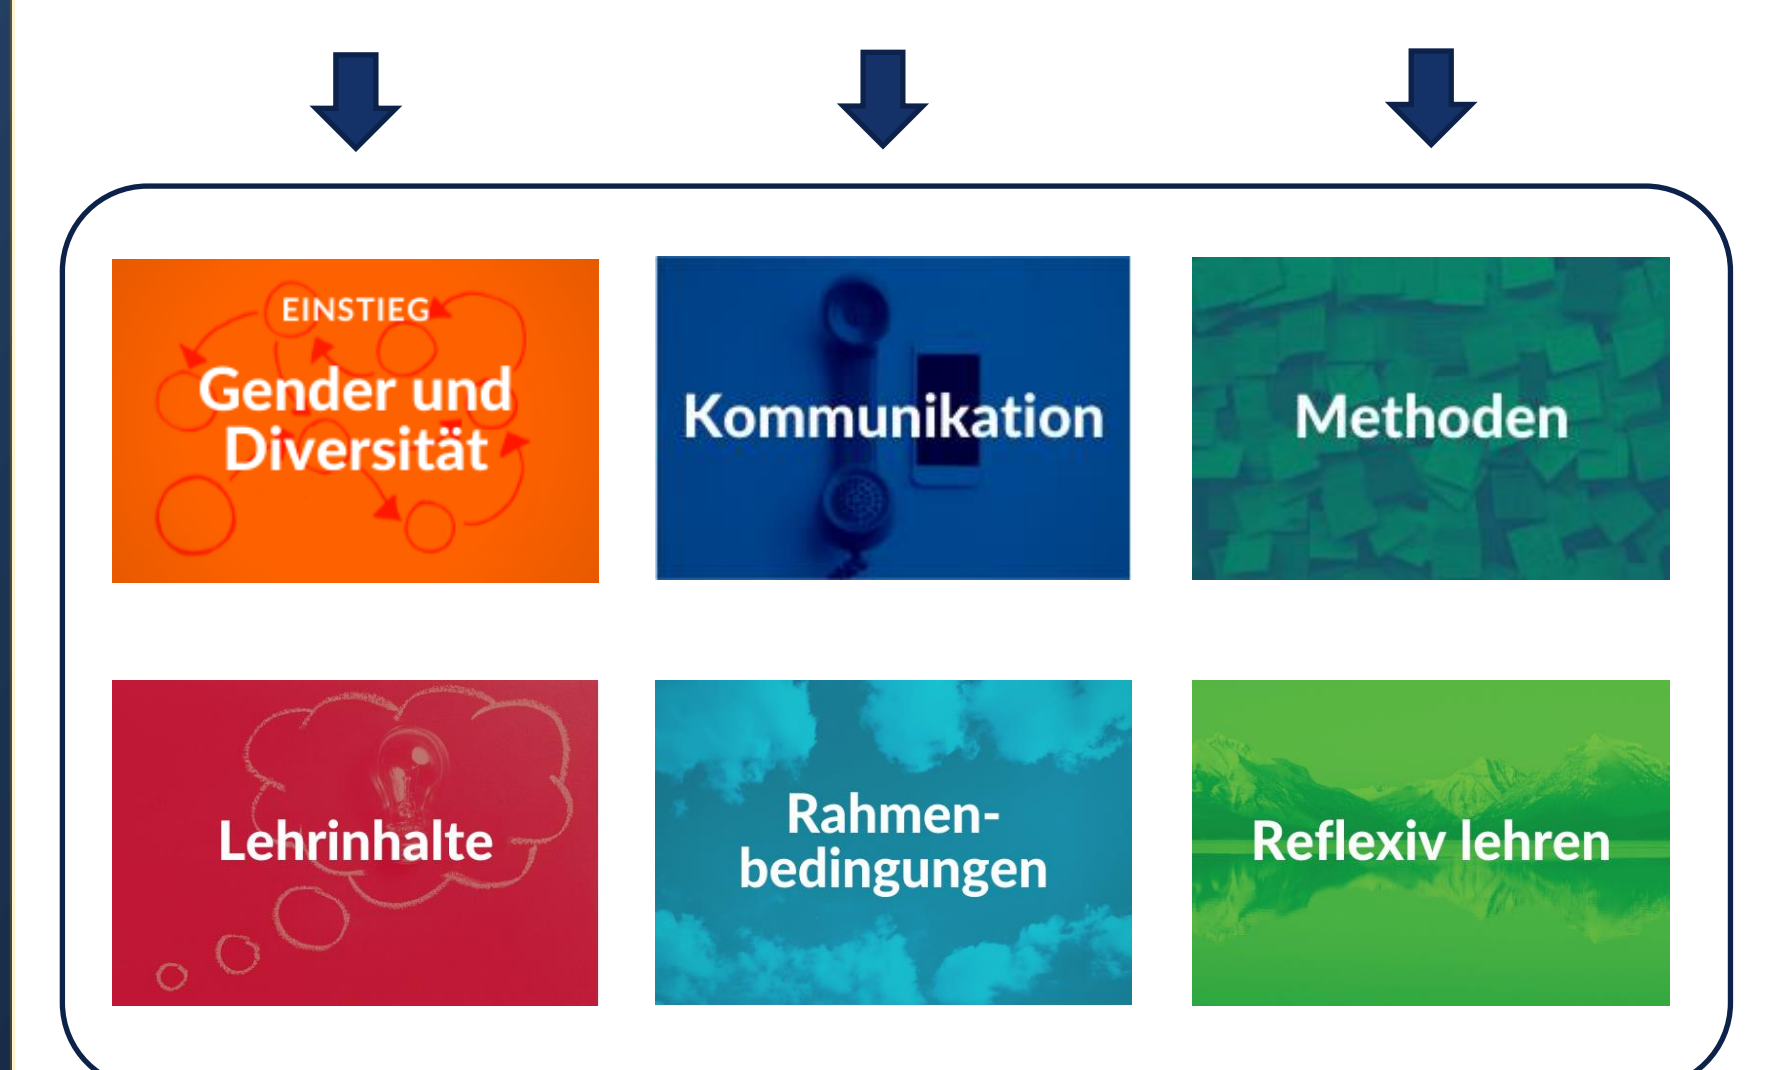 EINSTIEG
Gender und
Diversität
Kommunikation
Methoden
Lehrinhalte
Rahmen-
bedingungen
Reflexiv lehren